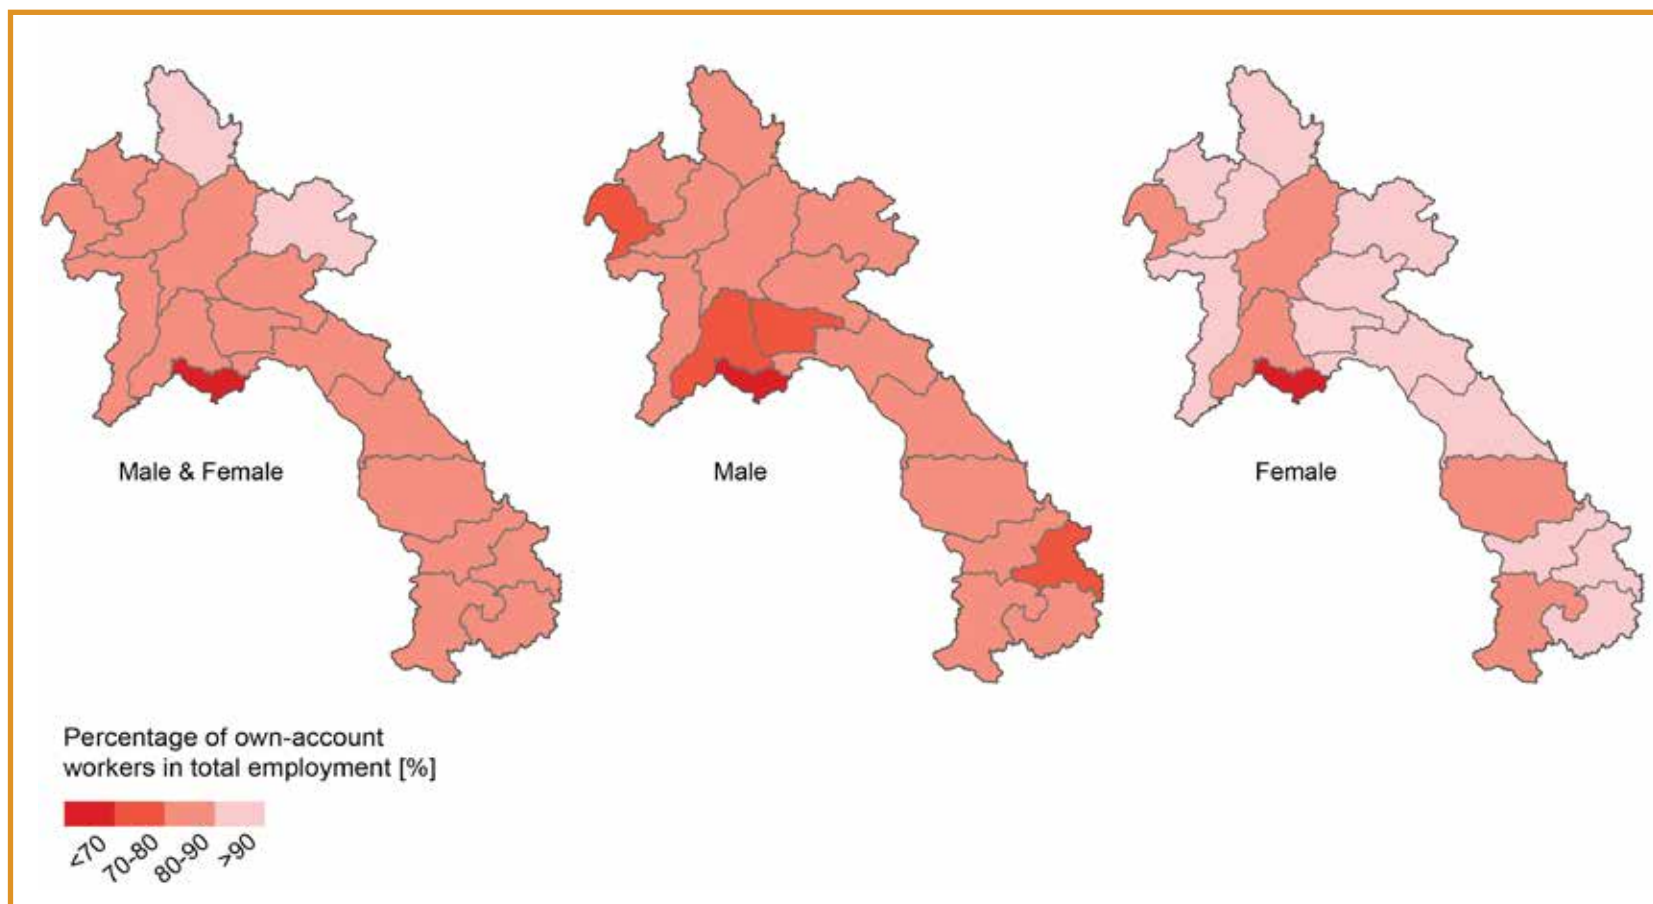 Male & Female
Male
Female
Percentage of own-account
workers in total employment [%]
<70
70-80
80-90
>90